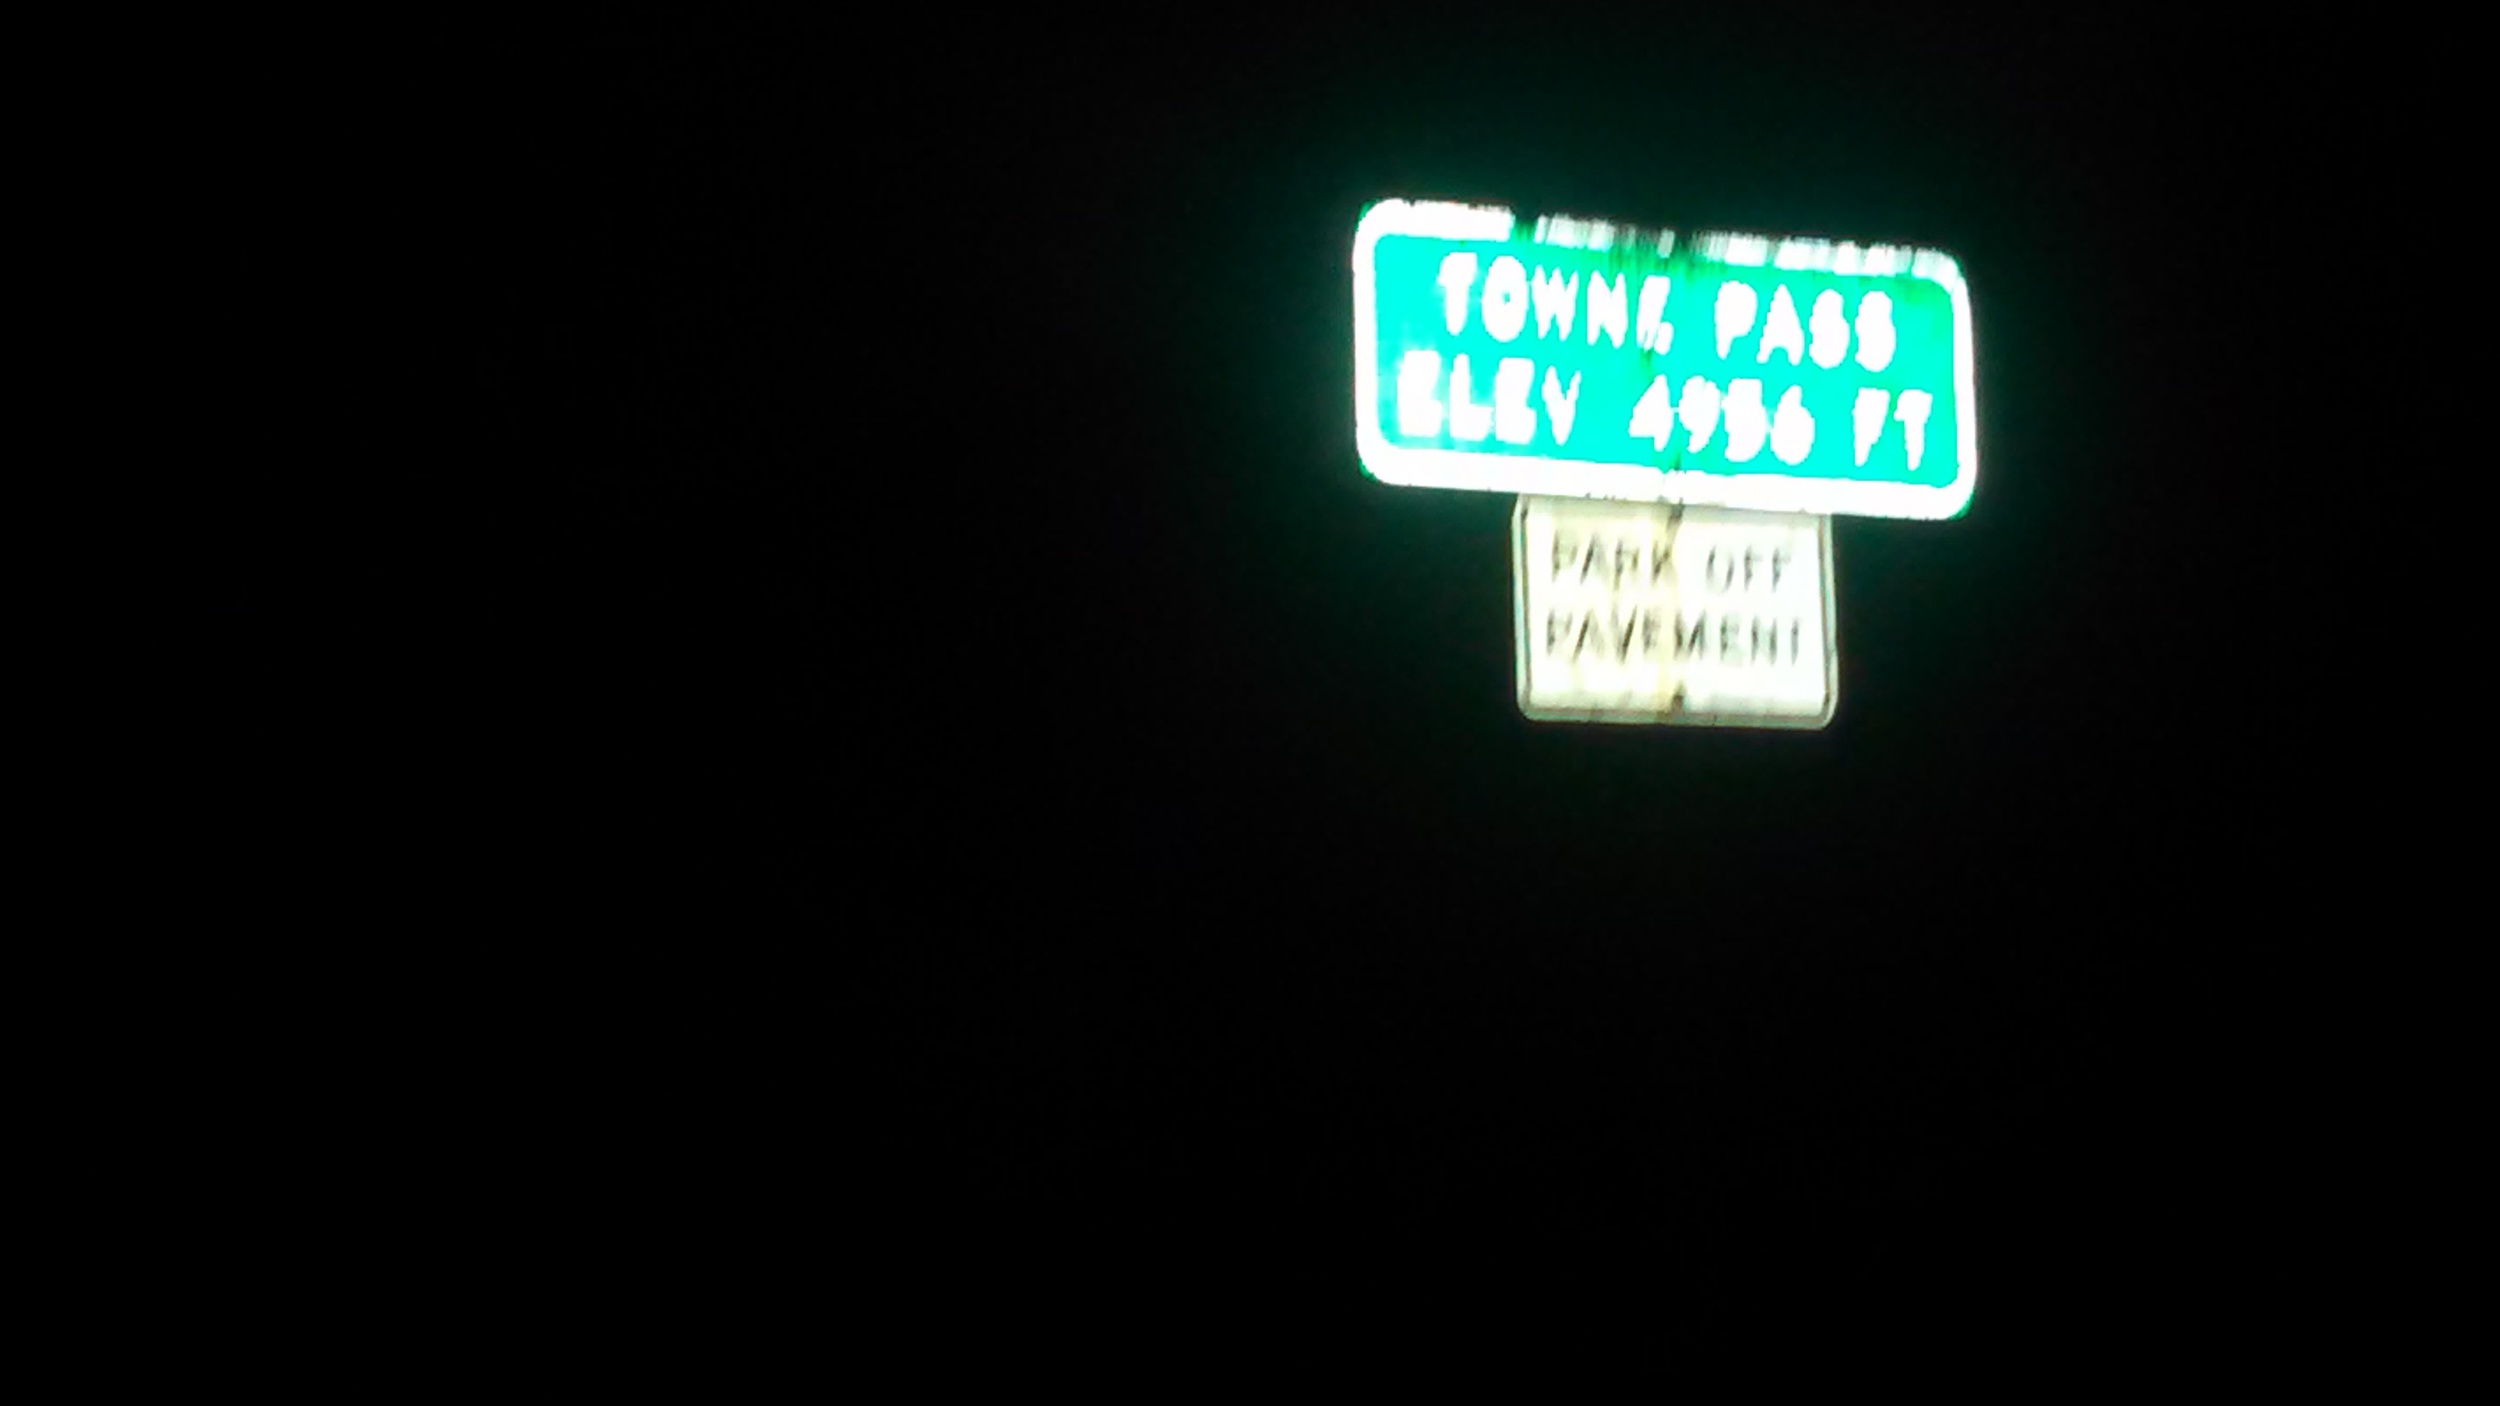 TOWNE PASS
ELEV 4956 FT
PARK OFF
PAVEMENT